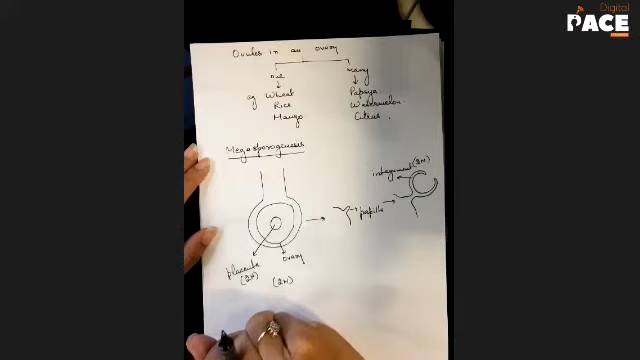 Digital
PACE
Ovules in an ovary
one many
eg Wheat Papaya
Rice Watermelon
Mango Citrus
Megasporogenesis
integument (2N)
papilla
placenta ovary
(2N) (2N)